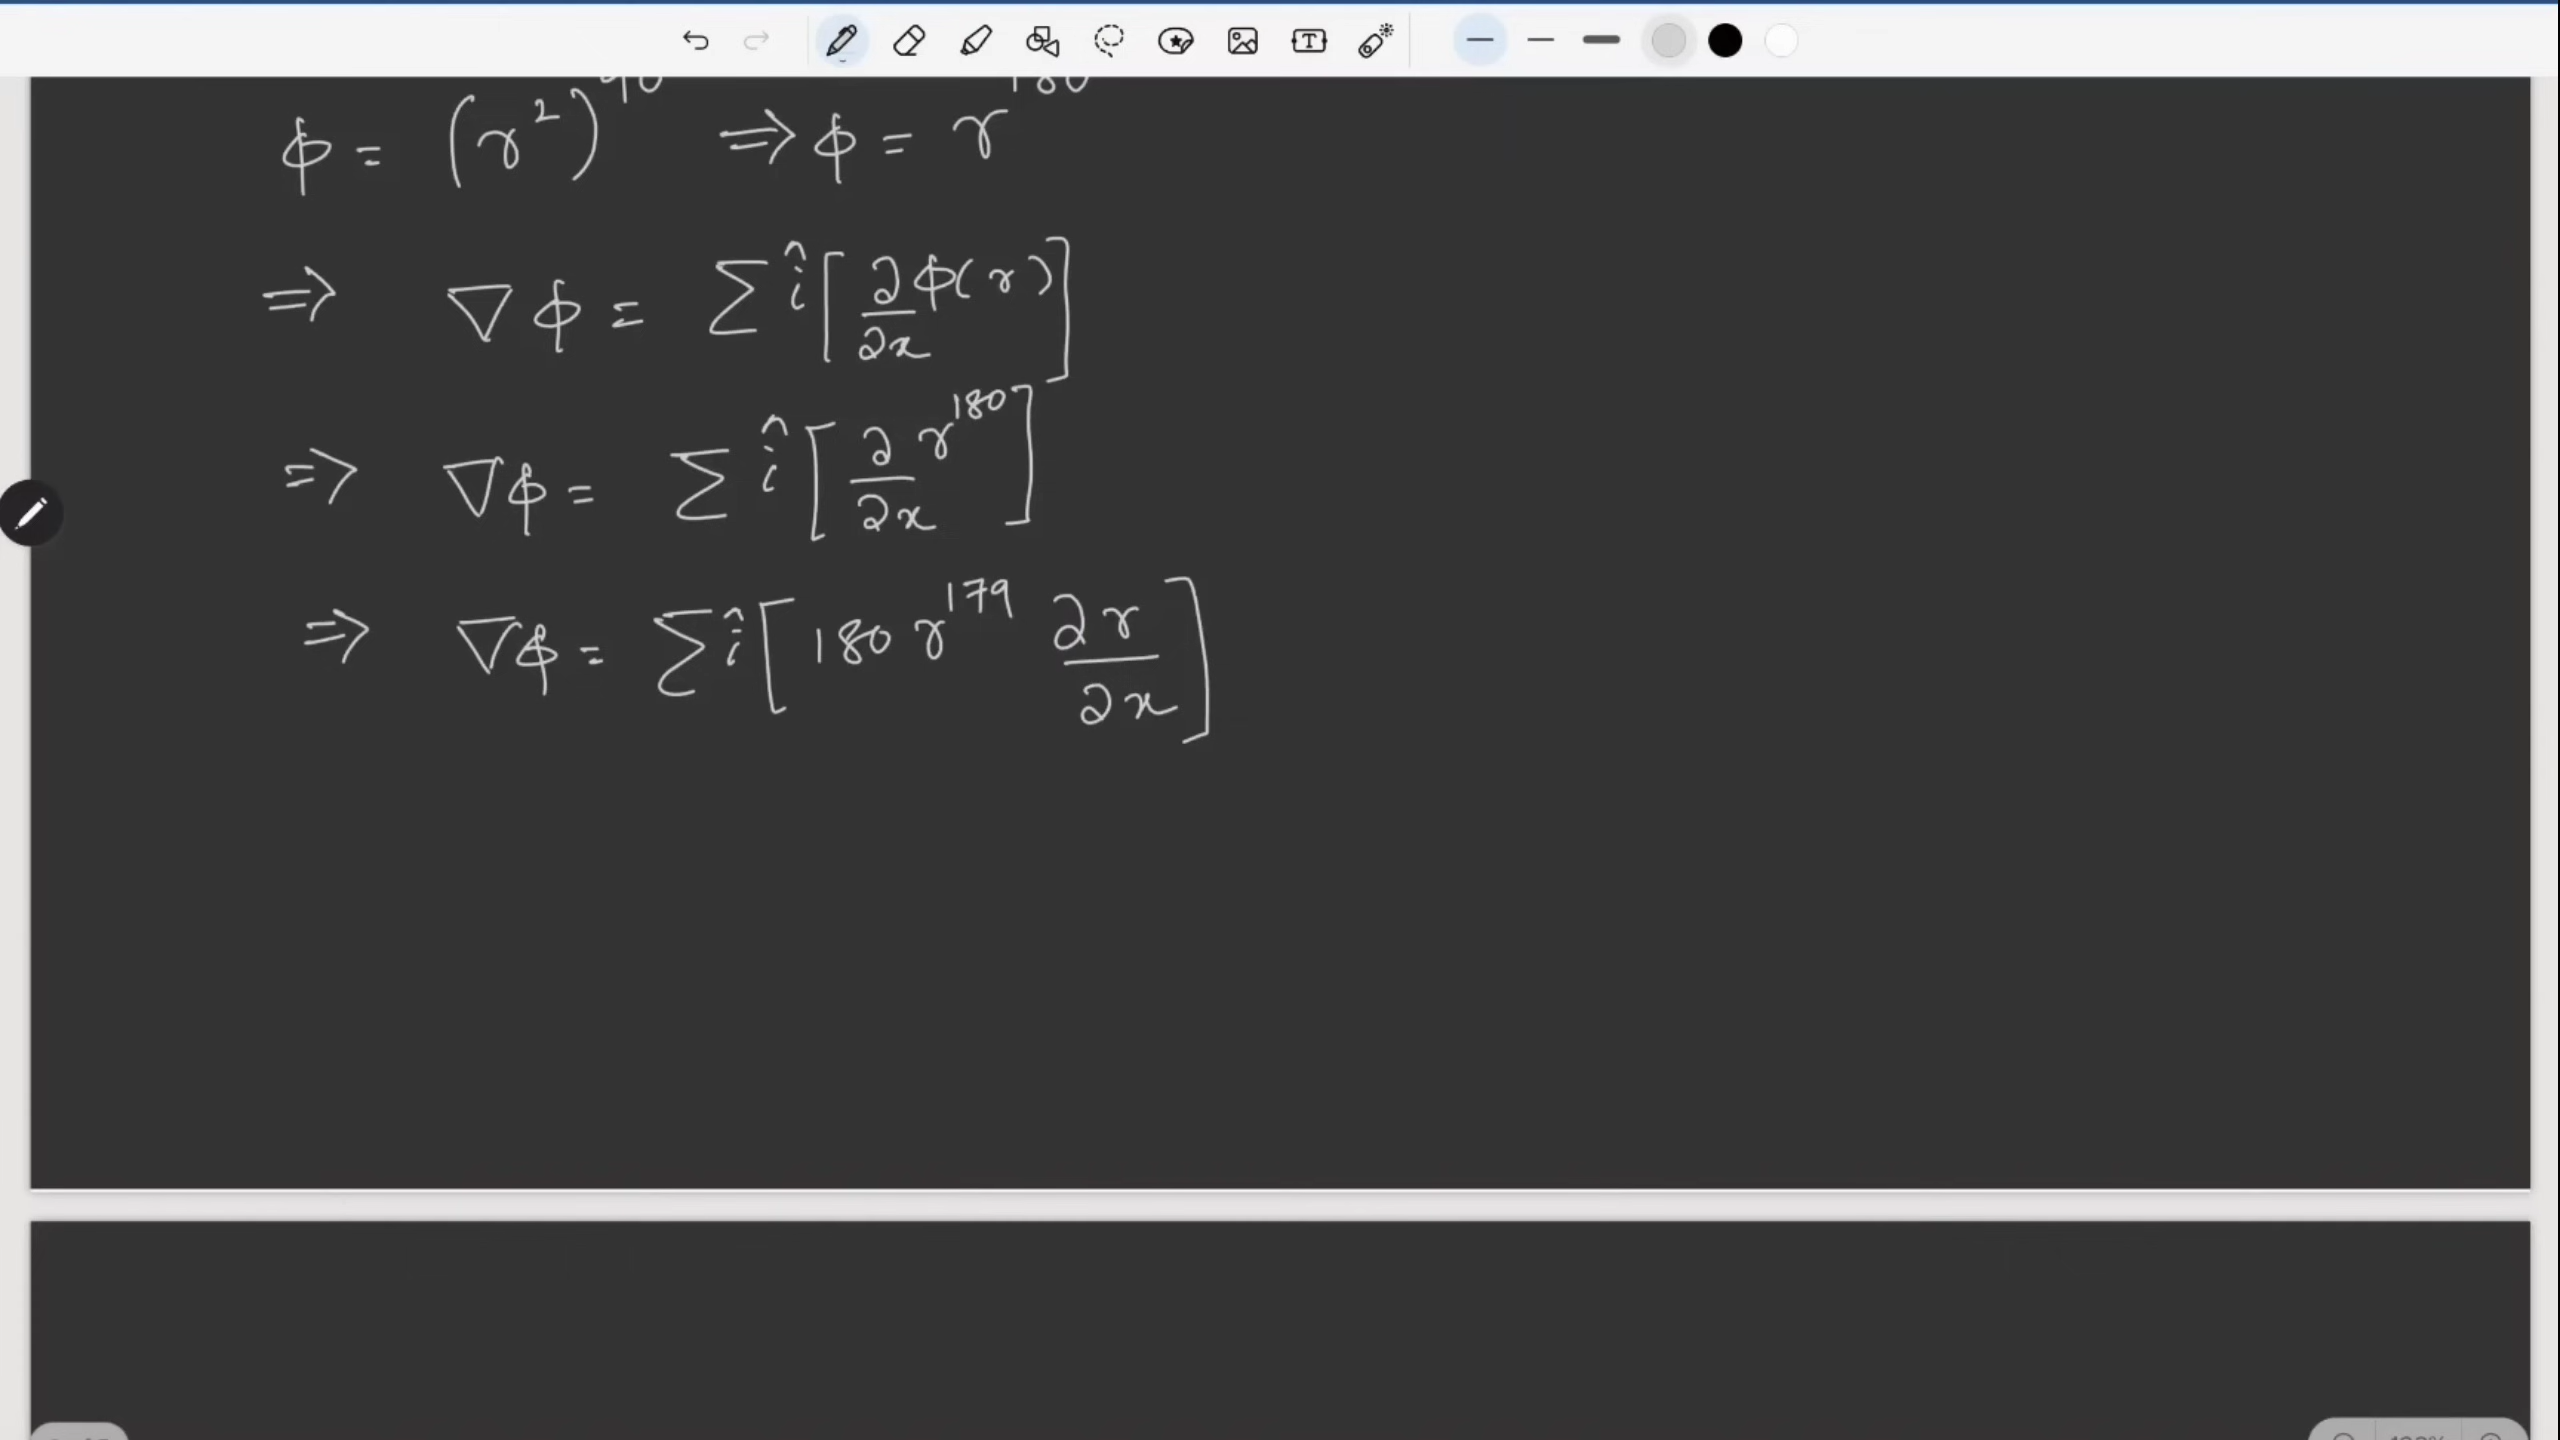 φ = (r²)⁹⁰ ⇒ φ = r¹⁸⁰
⇒ ∇φ = Σ î [∂/∂x φ(r)]
⇒ ∇φ = Σ î [∂/∂x r¹⁸⁰]
⇒ ∇φ = Σ î [180 r¹⁷⁹ ∂r/∂x]